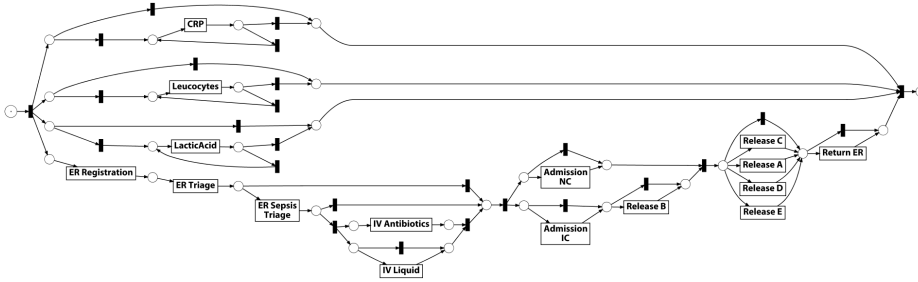 CRP
Leucocytes
LacticAcid
ER Registration
ER Triage
ER Sepsis
Triage
IV Antibiotics
IV Liquid
Admission
NC
Admission
IC
Release B
Release C
Release A
Release D
Release E
Return ER